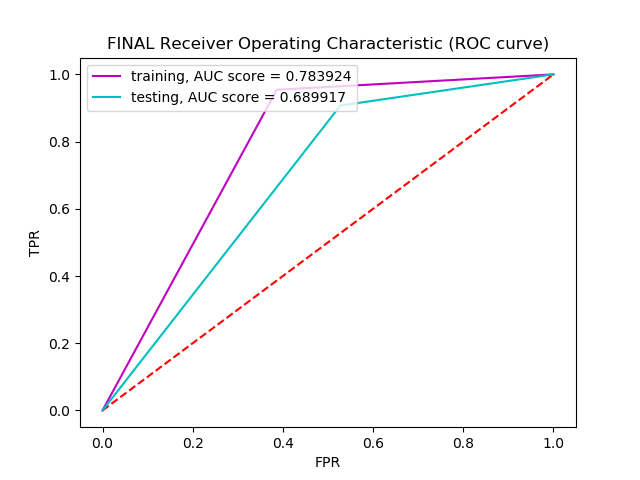 FINAL Receiver Operating Characteristic (ROC curve)
training, AUC score = 0.783924
testing, AUC score = 0.689917
1.0
0.8
0.6
0.4
0.2
0.0
TPR
0.0 0.2 0.4 0.6 0.8 1.0
FPR